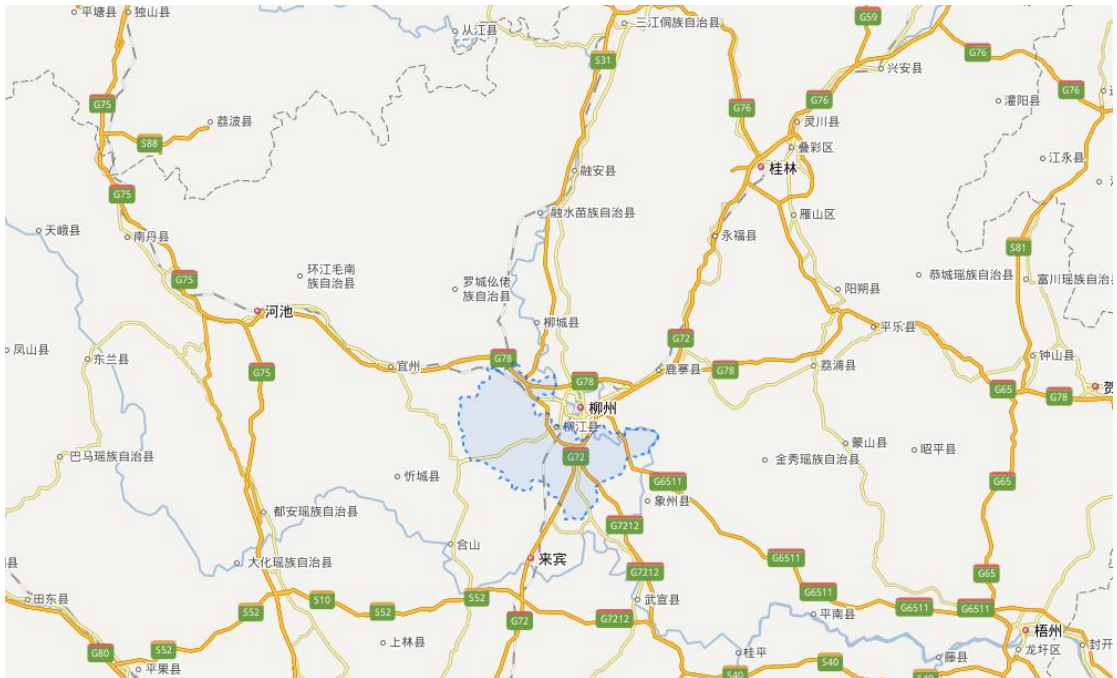 平塘县
独山县
从江县
三江侗族自治县
G59
兴安县
G76
S31
G76
G76
G76
灌阳县
G75
荔波县
灵川县
S88
叠彩区
桂林
江永县
融安县
G75
融水苗族自治县
雁山区
天峨县
南丹县
永福县
S81
G75
环江毛南
族自治县
罗城仫佬
族自治县
阳朔县
恭城瑶族自治县
富川瑶族自治县
河池
柳城县
平乐县
G72
凤山县
东兰县
宜州
G78
G75
鹿寨县
G78
荔浦县
钟山县
G78
G65
G78
贺
柳州
柳江县
巴马瑶族自治县
G72
蒙山县
昭平县
金秀瑶族自治县
忻城县
G6511
G65
象州县
都安瑶族自治县
G7212
合山
来宾
大化瑶族自治县
G6511
G7212
G65
田东县
S52
S10
S52
S52
武宣县
G6511
平南县
G6511
G6511
G72
G7212
梧州
上林县
S52
G80
平果县
桂平
S40
藤县
龙圩区
封开
S40
S40